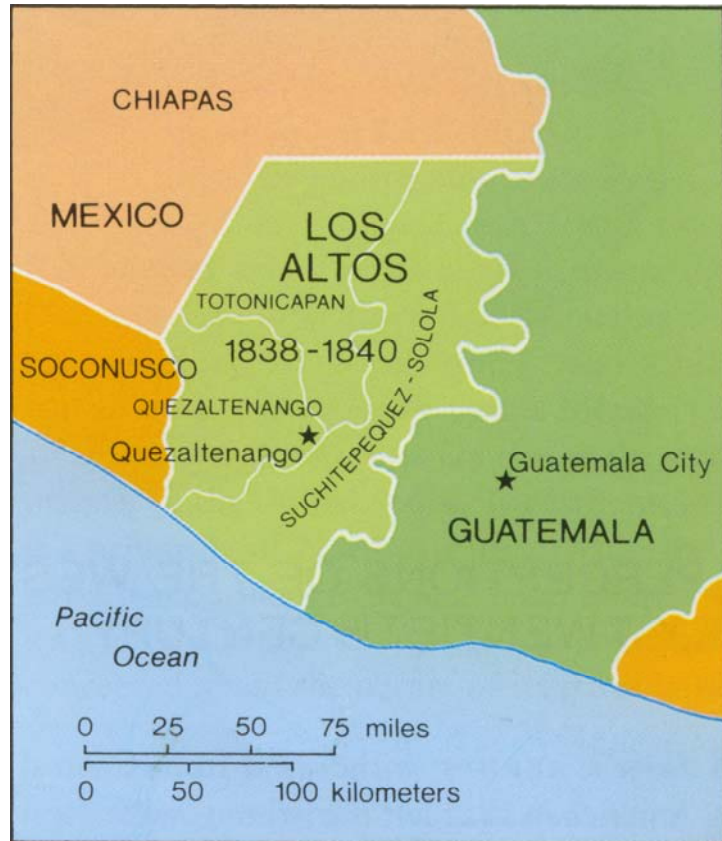 CHIAPAS
MEXICO
LOS
ALTOS
TOTONICAPAN
1838-1840
SOCONUSCO
QUEZALTENANGO
Quezaltenango
SUCHITEPEQUEZ - SOLOLA
Guatemala City
GUATEMALA
Pacific
Ocean
0 25 50 75 miles
0 50 100 kilometers